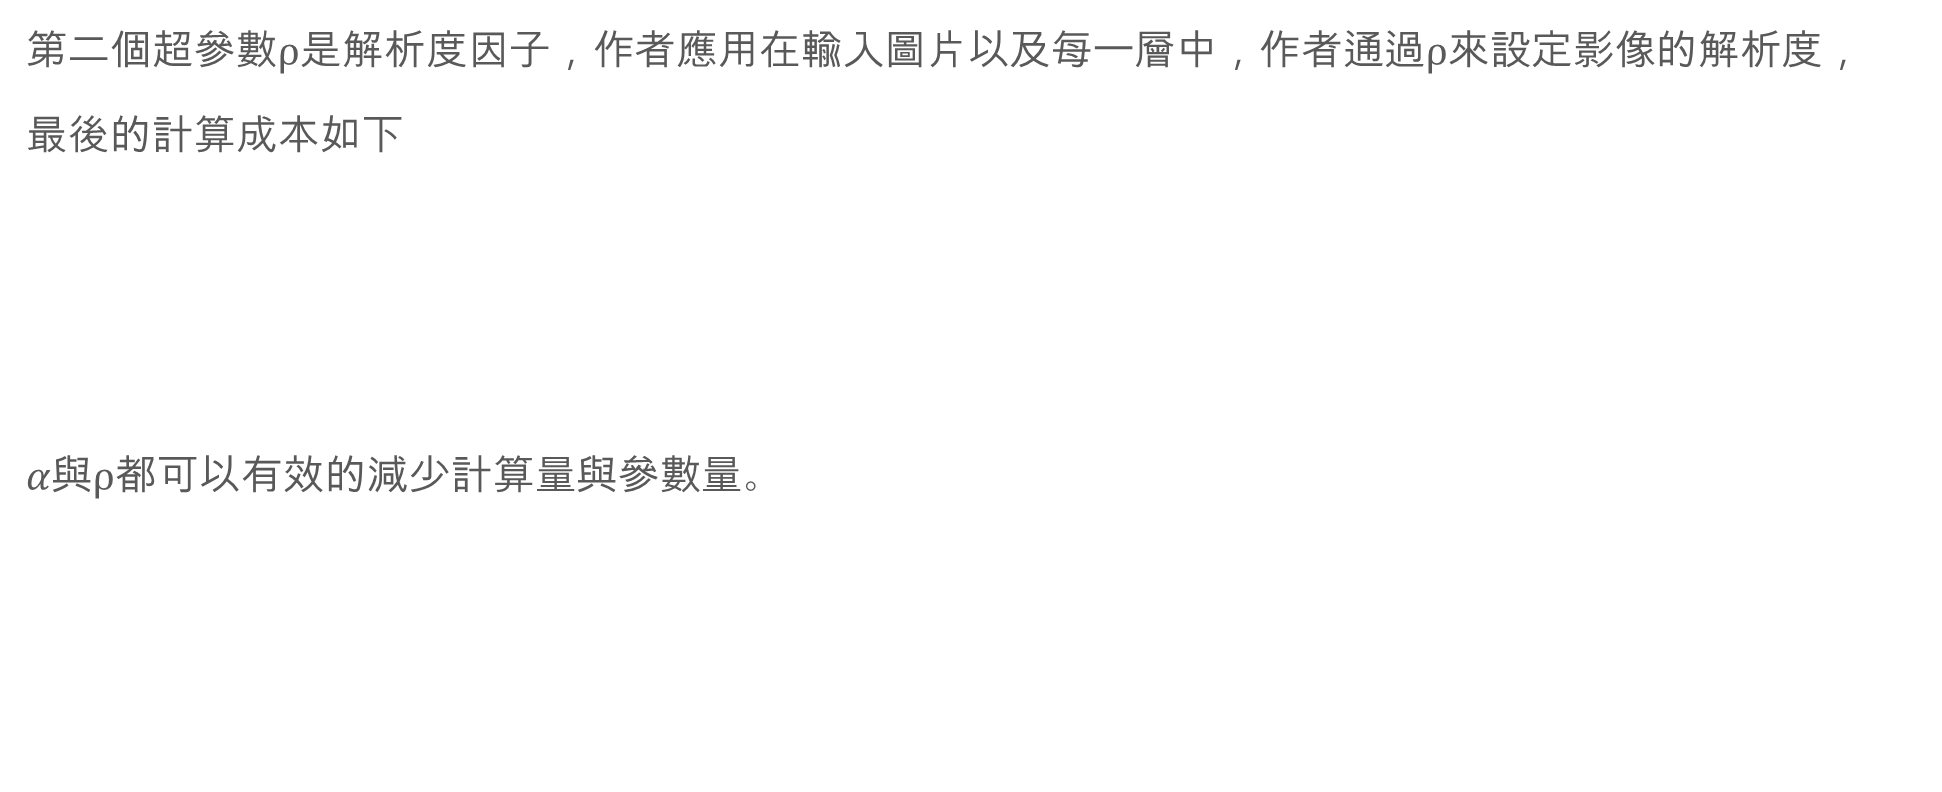 第二個超參數ρ是解析度因子，作者應用在輸入圖片以及每一層中，作者通過ρ來設定影像的解析度，
最後的計算成本如下
α與ρ都可以有效的減少計算量與參數量。